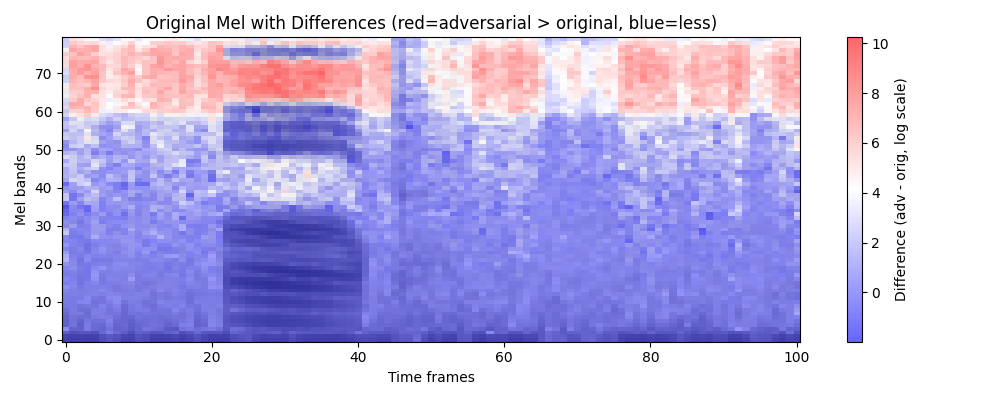 Original Mel with Differences (red=adversarial > original, blue=less)
Mel bands
70
60
50
40
30
20
10
0
0 20 40 60 80 100
Time frames
10
8
6
4
2
0
Difference (adv - orig, log scale)